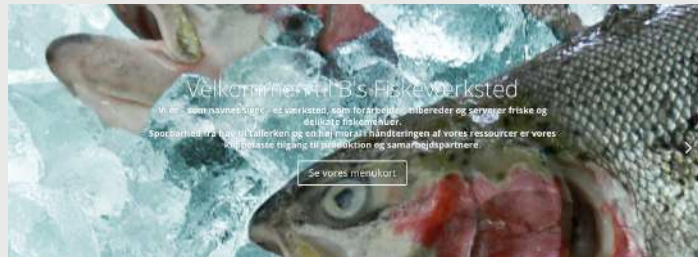 Velkommen til B's Fiskeværksted
Vi er - som navnet siger - et værksted, som forarbejder, tilbereder og serverer friske og
delikate fiskemenuer.
Sporbarhed fra hav til tallerken og en høj moral i håndteringen af vores ressourcer er vores
klippefaste tilgang til produktion og samarbejdspartnere.
Se vores menukort